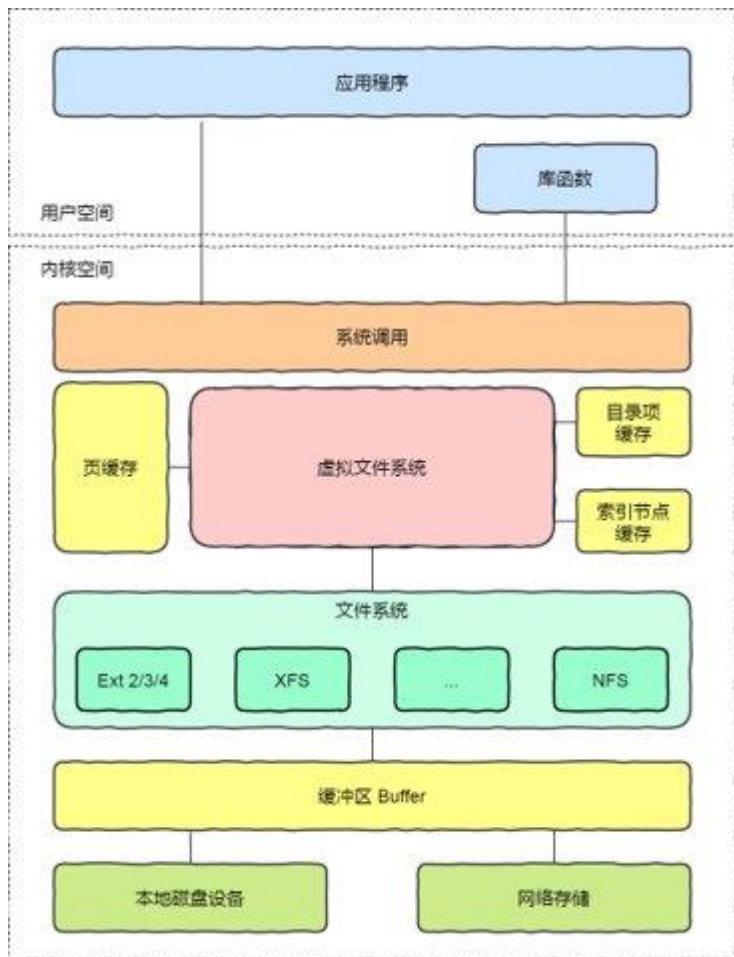 应用程序
库函数
用户空间
内核空间
系统调用
页缓存
虚拟文件系统
目录项
缓存
索引节点
缓存
文件系统
Ext 2/3/4
XFS
...
NFS
缓冲区 Buffer
本地磁盘设备
网络存储